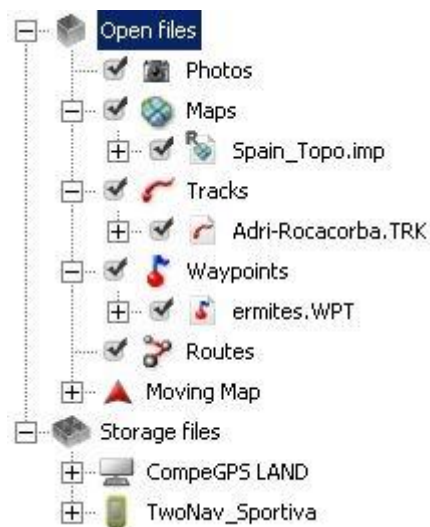 Open files
Photos
Maps
R Spain_Topo.imp
Tracks
Adri-Rocacorba.TRK
Waypoints
ermites.WPT
Routes
Moving Map
Storage files
CompeGPS LAND
TwoNav_Sportiva